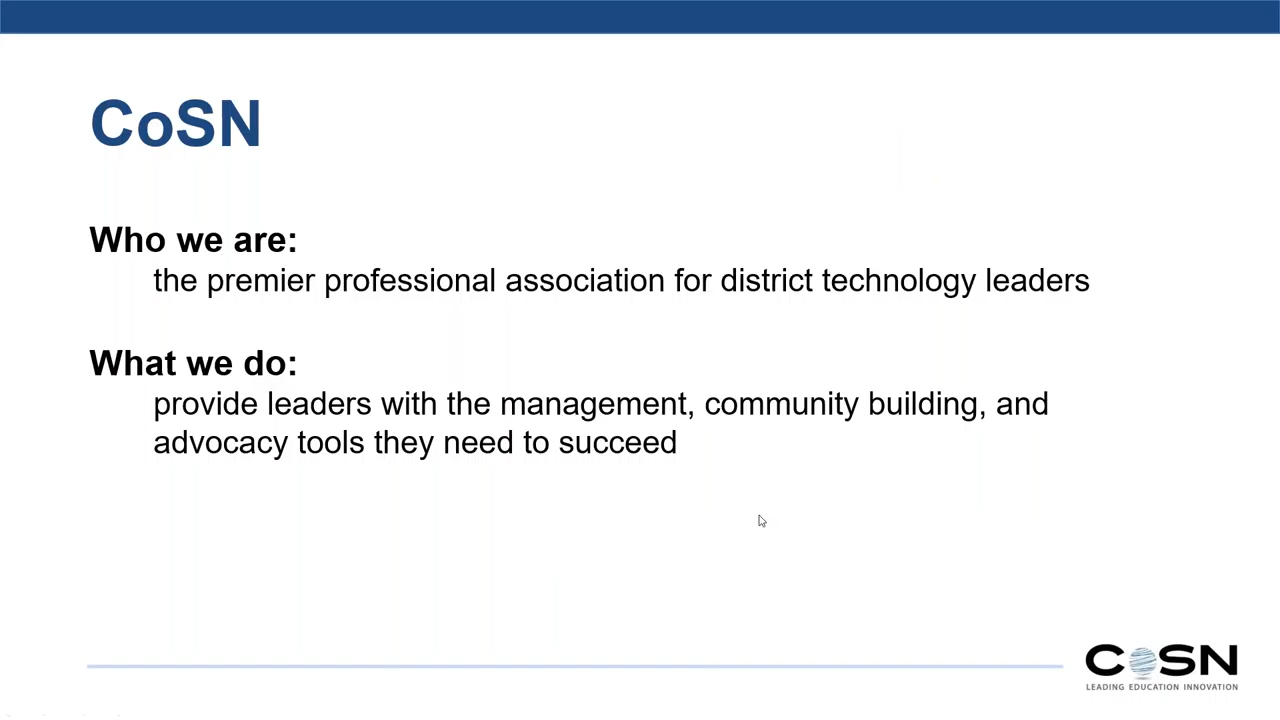 CoSN
Who we are:
the premier professional association for district technology leaders
What we do:
provide leaders with the management, community building, and
advocacy tools they need to succeed
COSN
LEADING EDUCATION INNOVATION